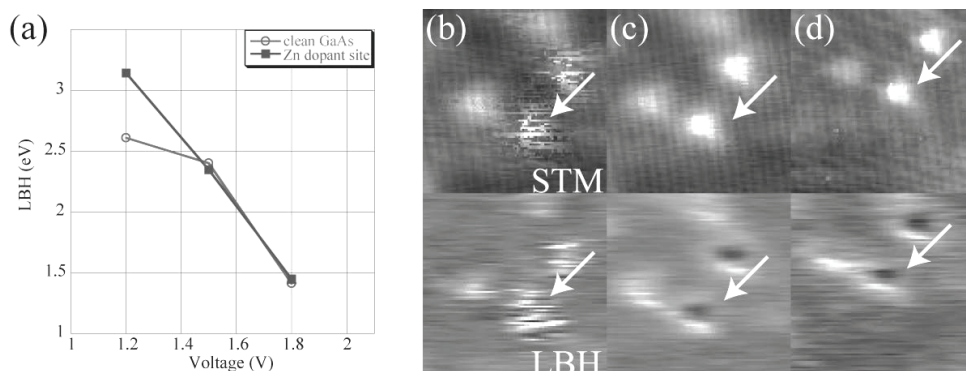 (a)
clean GaAs
Zn dopant site
3
2.5
2
1.5
1
LBH (eV)
1
1.2
1.4
1.6
1.8
2
Voltage (V)
(b)
(c)
(d)
STM
LBH